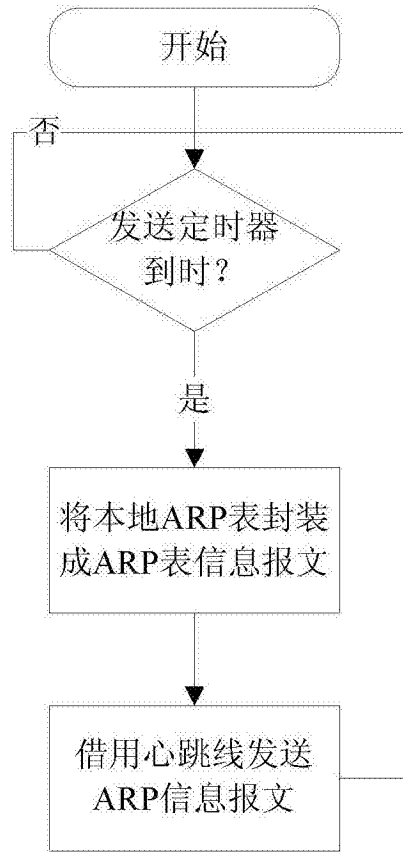 开始
否
发送定时器
到时？
是
将本地ARP表封装
成ARP表信息报文
借用心跳线发送
ARP信息报文